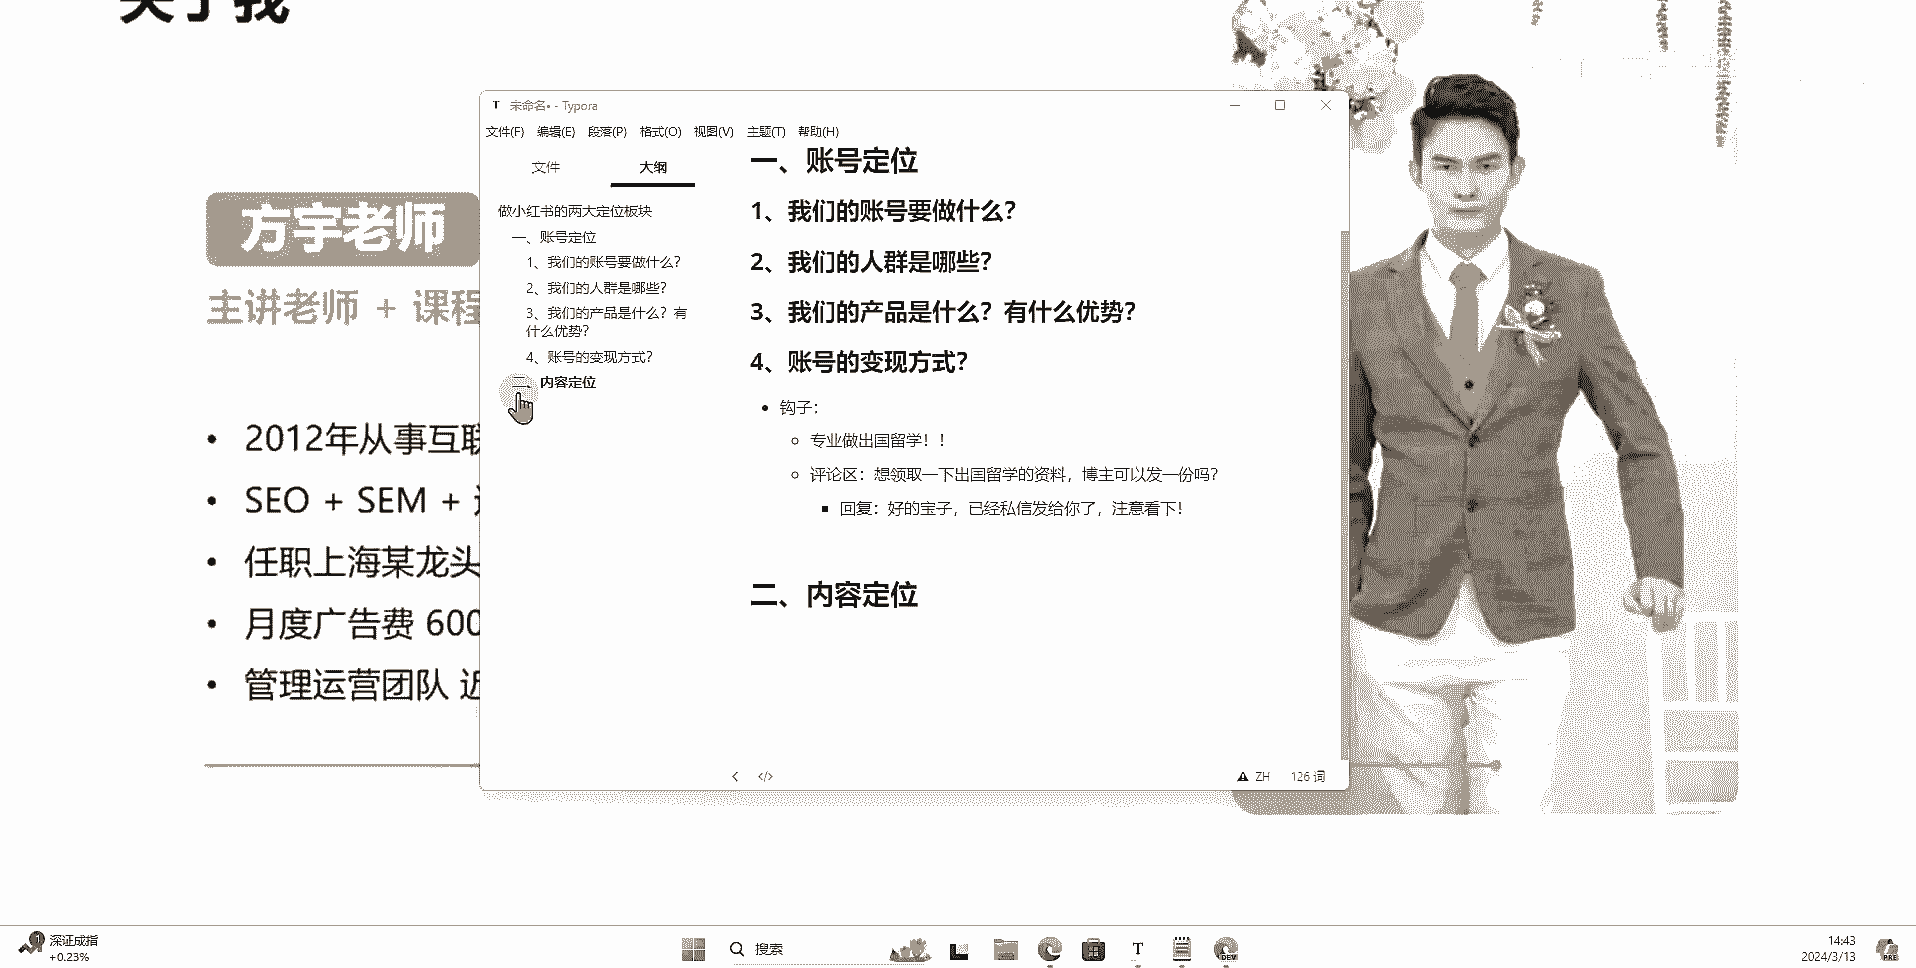 关于我
方宇老师
主讲老师 + 课程
2012年从事互联
SEO + SEM +
任职上海某龙头
月度广告费 600
管理运营团队 近
未命名• - Typora
文件(F) 编辑(E) 段落(P) 格式(O) 视图(V) 主题(T) 帮助(H)
文件 大纲
做小红书的两大定位板块
一、账号定位
1、我们的账号要做什么？
2、我们的人群是哪些？
3、我们的产品是什么？有
什么优势？
4、账号的变现方式？
二、内容定位
一、账号定位
1、我们的账号要做什么？
2、我们的人群是哪些？
3、我们的产品是什么？有什么优势？
4、账号的变现方式？
钩子：
专业做出国留学！！
评论区：想领取一下出国留学的资料，博主可以发一份吗？
回复：好的宝子，已经私信发给你了，注意看下！
二、内容定位
</> ZH 126 词
深证成指
+0.23%
搜索
T
DEV
14:43
2024/3/13
PRE